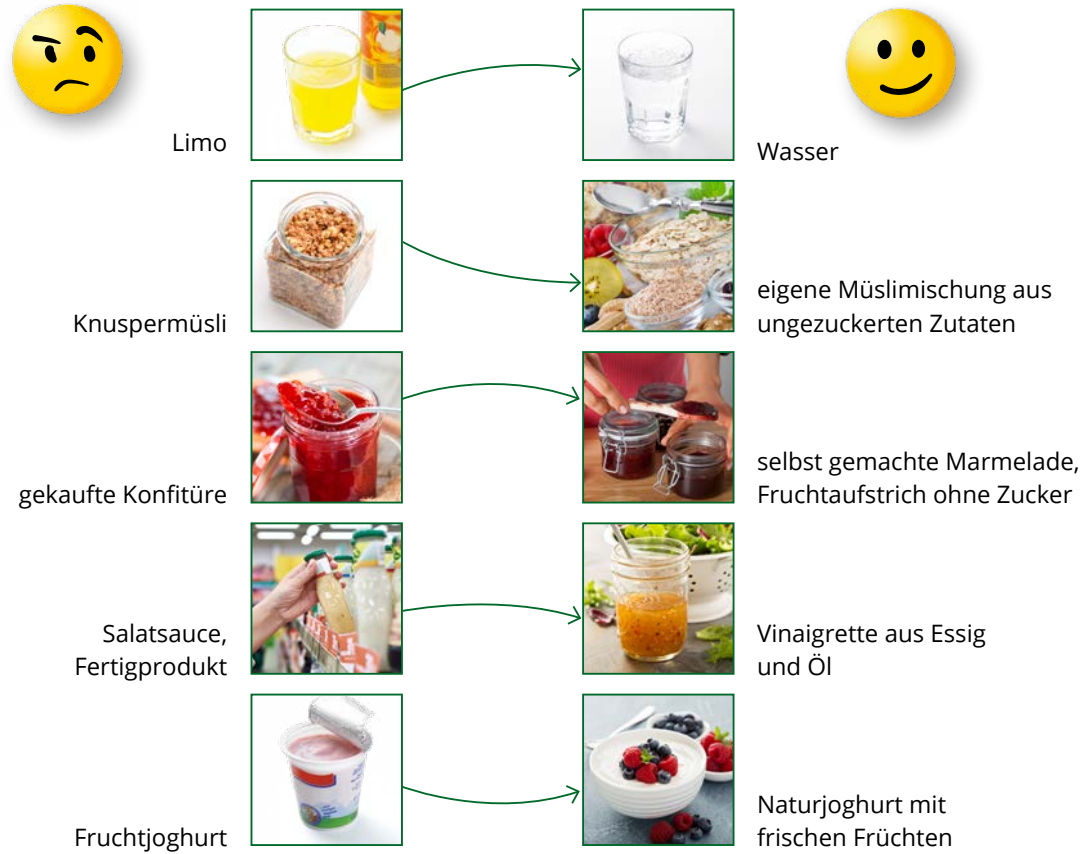 Limo
Wasser
Knuspermüsli
eigene Müslimischung aus
ungezuckerten Zutaten
gekaufte Konfitüre
selbst gemachte Marmelade,
Fruchtaufstrich ohne Zucker
Salatsauce,
Fertigprodukt
Vinaigrette aus Essig
und Öl
Fruchtjoghurt
Naturjoghurt mit
frischen Früchten